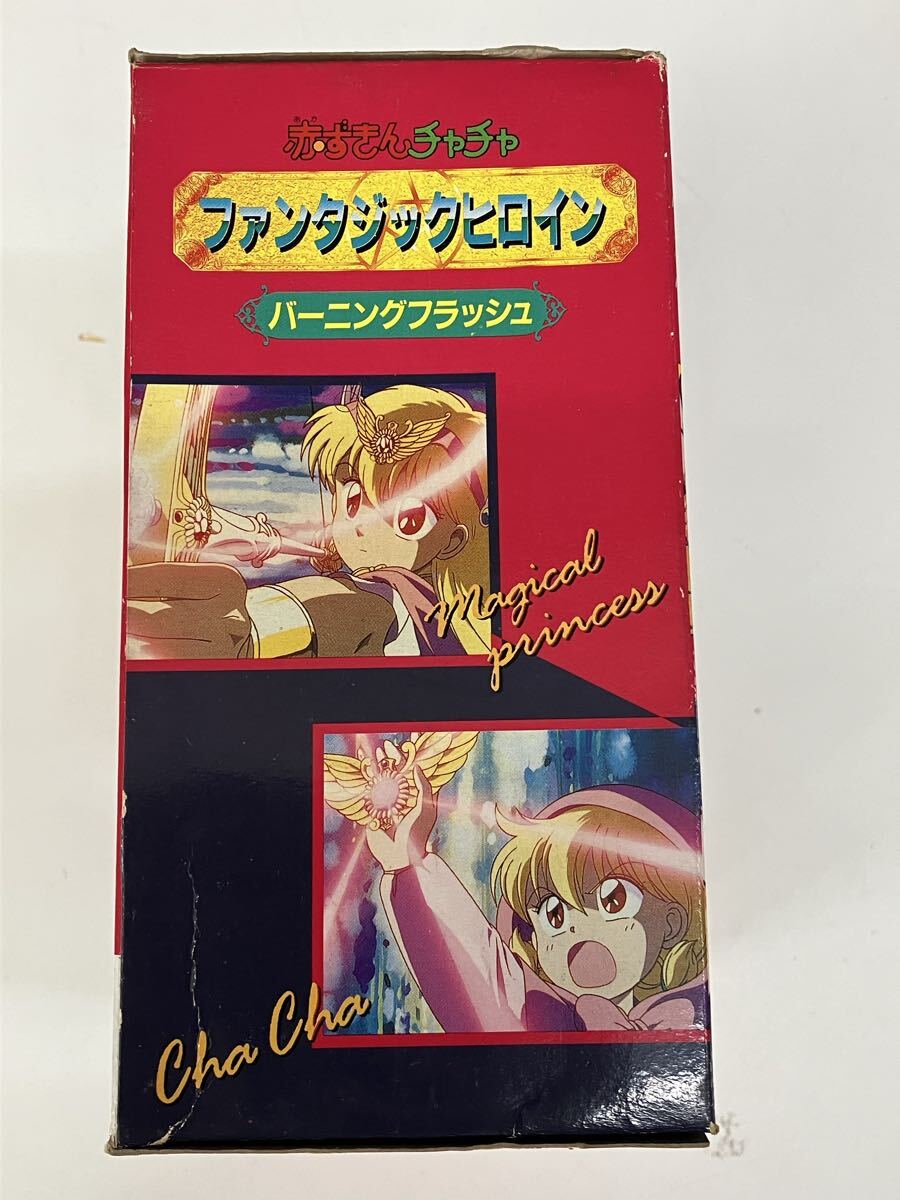 赤ずきんチャチャ
ファンタジックヒロイン
バーニングフラッシュ
Magical
princess
Cha Cha